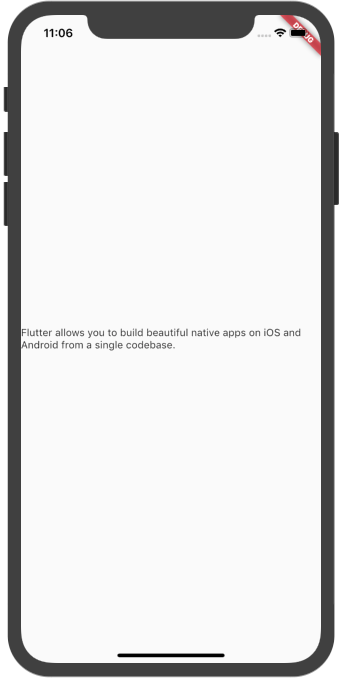 11:06
DEBUG
Flutter allows you to build beautiful native apps on iOS and
Android from a single codebase.